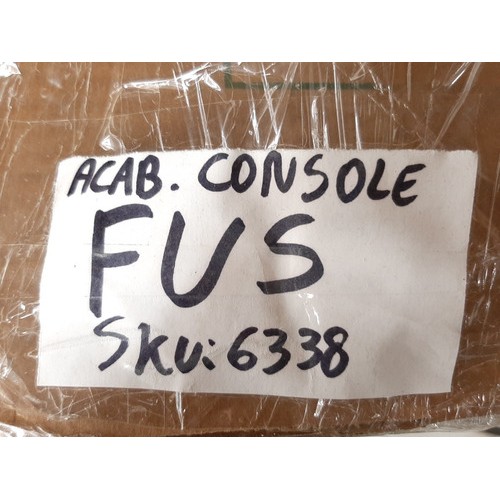 ACAB. CONSOLE
FUS
SKU: 6338